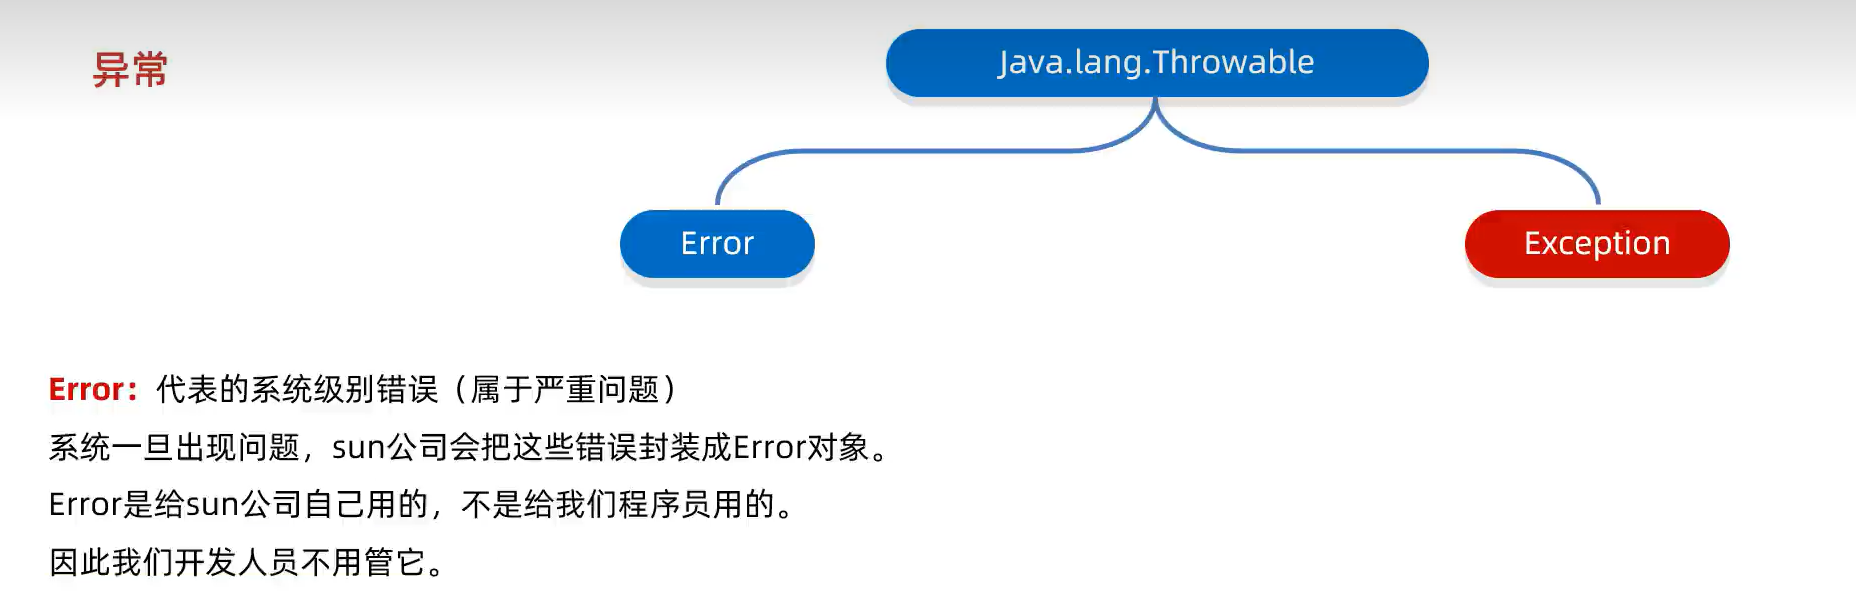 异常
Java.lang.Throwable
Error
Exception
Error：代表的系统级别错误（属于严重问题）
系统一旦出现问题，sun公司会把这些错误封装成Error对象。
Error是给sun公司自己用的，不是给我们程序员用的。
因此我们开发人员不用管它。